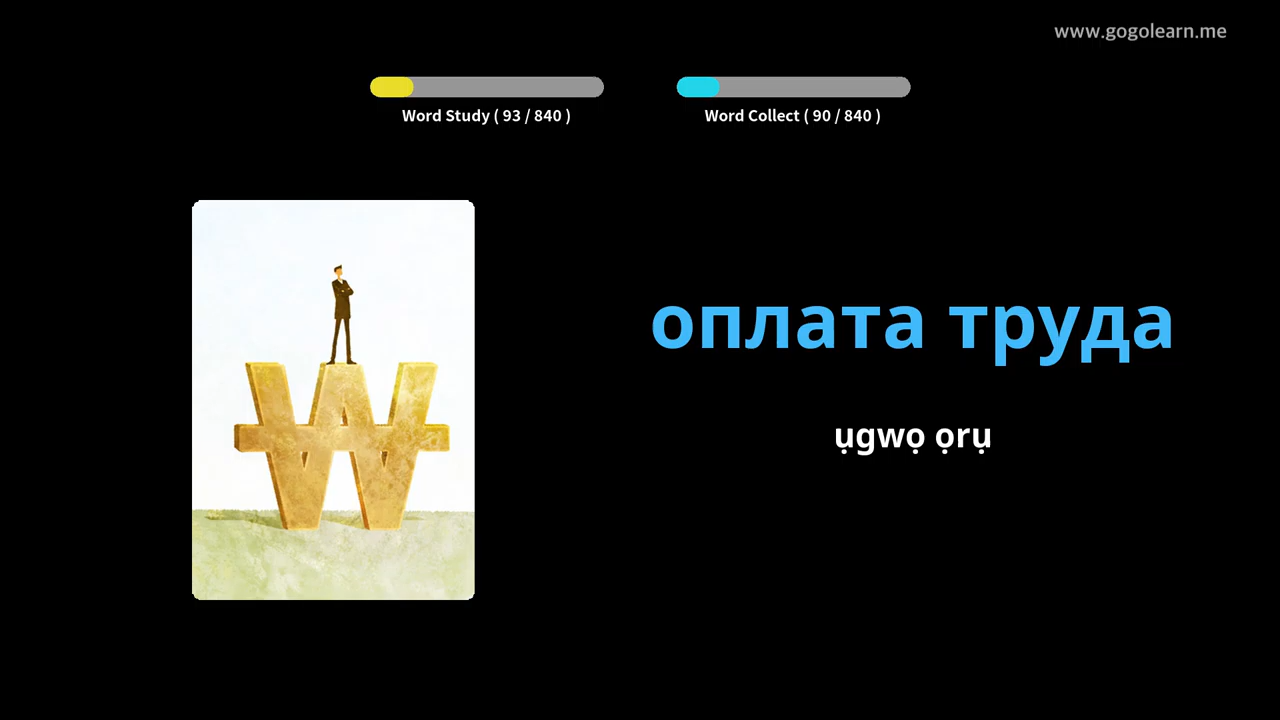 www.gogolearn.me
Word Study ( 93 / 840 )
Word Collect ( 90 / 840 )
оплата труда
ụgwọ ọrụ